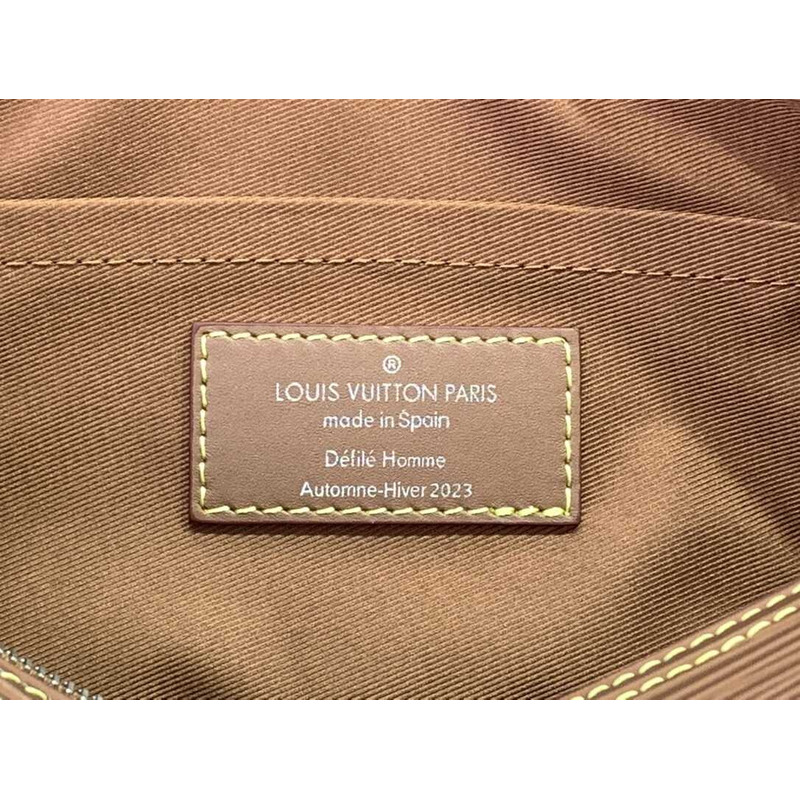 ®
LOUIS VUITTON PARIS
made in Spain
Défilé Homme
Automne-Hiver 2023